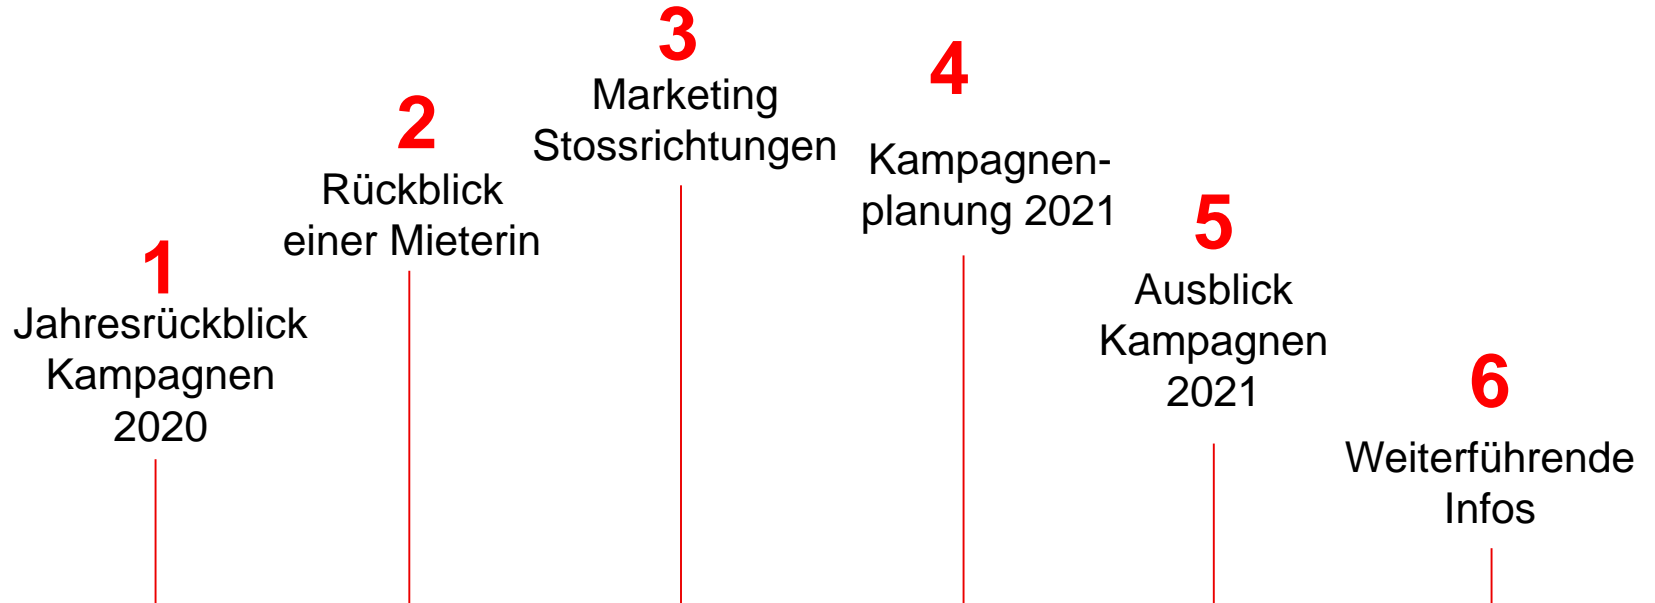 1
Jahresrückblick
Kampagnen
2020
2
Rückblick
einer Mieterin
3
Marketing
Stossrichtungen
4
Kampagnen-
planung 2021
5
Ausblick
Kampagnen
2021
6
Weiterführende
Infos